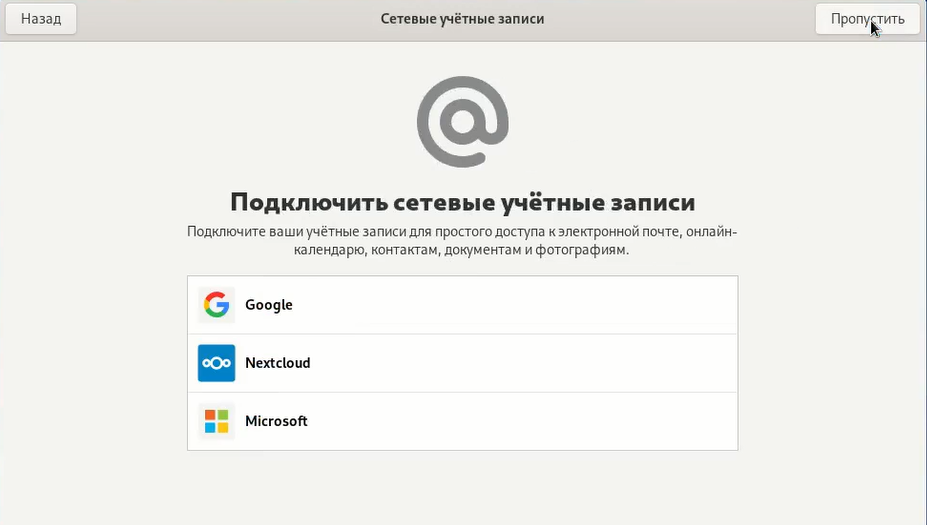 Назад
Сетевые учётные записи
Пропустить
Подключить сетевые учётные записи
Подключите ваши учётные записи для простого доступа к электронной почте, онлайн-
календарю, контактам, документам и фотографиям.
Google
Nextcloud
Microsoft